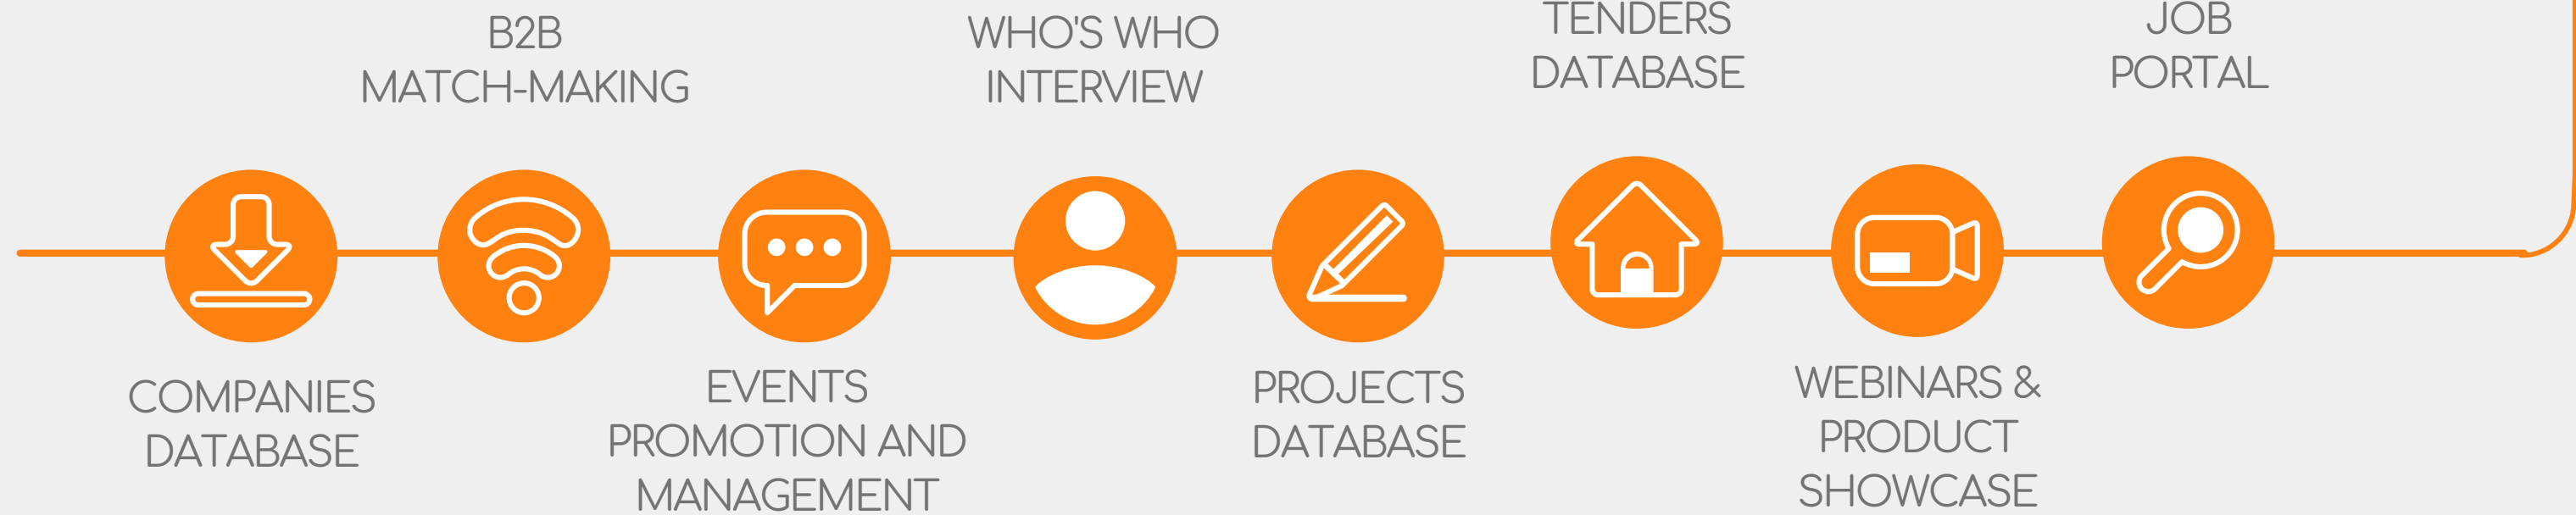 B2B
MATCH-MAKING
WHO'S WHO
INTERVIEW
TENDERS
DATABASE
JOB
PORTAL
COMPANIES
DATABASE
EVENTS
PROMOTION AND
MANAGEMENT
PROJECTS
DATABASE
WEBINARS &
PRODUCT
SHOWCASE